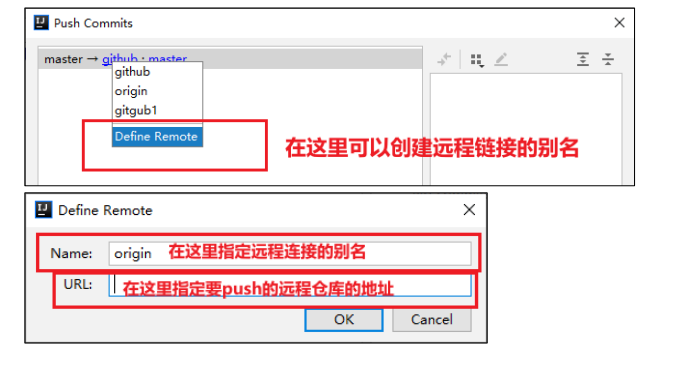 Push Commits
master → github : master
github
origin
gitgub1
Define Remote
在这里可以创建远程链接的别名
Define Remote
Name: origin 在这里指定远程连接的别名
URL: 在这里指定要push的远程仓库的地址
OK Cancel